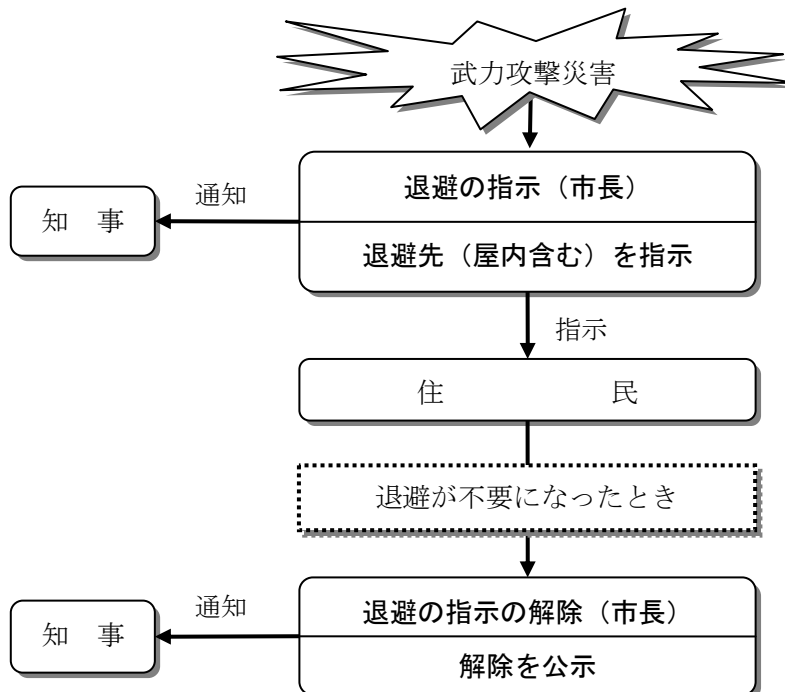 武力攻撃災害
退避の指示（市長）
通知
知　事
退避先（屋内含む）を指示
指示
住　　　　　民
退避が不要になったとき
退避の指示の解除（市長）
通知
知　事
解除を公示